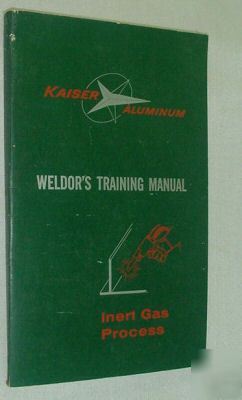 KAISER
ALUMINUM
WELDOR'S TRAINING MANUAL
Inert Gas
Process